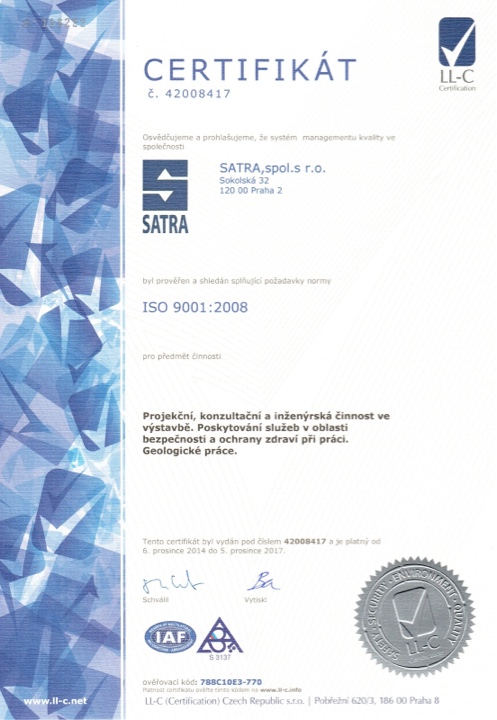 CERTIFIKÁT
č. 42008417
LL-C
Certification
Osvědčujeme a prohlašujeme, že systém managementu kvality ve
společnosti
SATRA
SATRA,spol.s r.o.
Sokolská 32
120 00 Praha 2
byl prověřen a shledán splňující požadavky normy
ISO 9001:2008
pro předmět činnosti
Projekční, konzultační a inženýrská činnost ve
výstavbě. Poskytování služeb v oblasti
bezpečnosti a ochrany zdraví při práci.
Geologické práce.
Tento certifikát byl vydán pod číslem 42008417 a je platný od
6. prosince 2014 do 5. prosince 2017.
Schválil
Vytiskl
IAF
S 3137
SAFETY·SECURITY·ENVIRONMENT·QUALITY
LL-C
ověřovací kód: 788C10E3-770
Platnost certifikátu ověříte tímto kódem na www.ll-c.info
www.ll-c.net
LL-C (Certification) Czech Republic s.r.o. | Pobřežní 620/3, 186 00 Praha 8